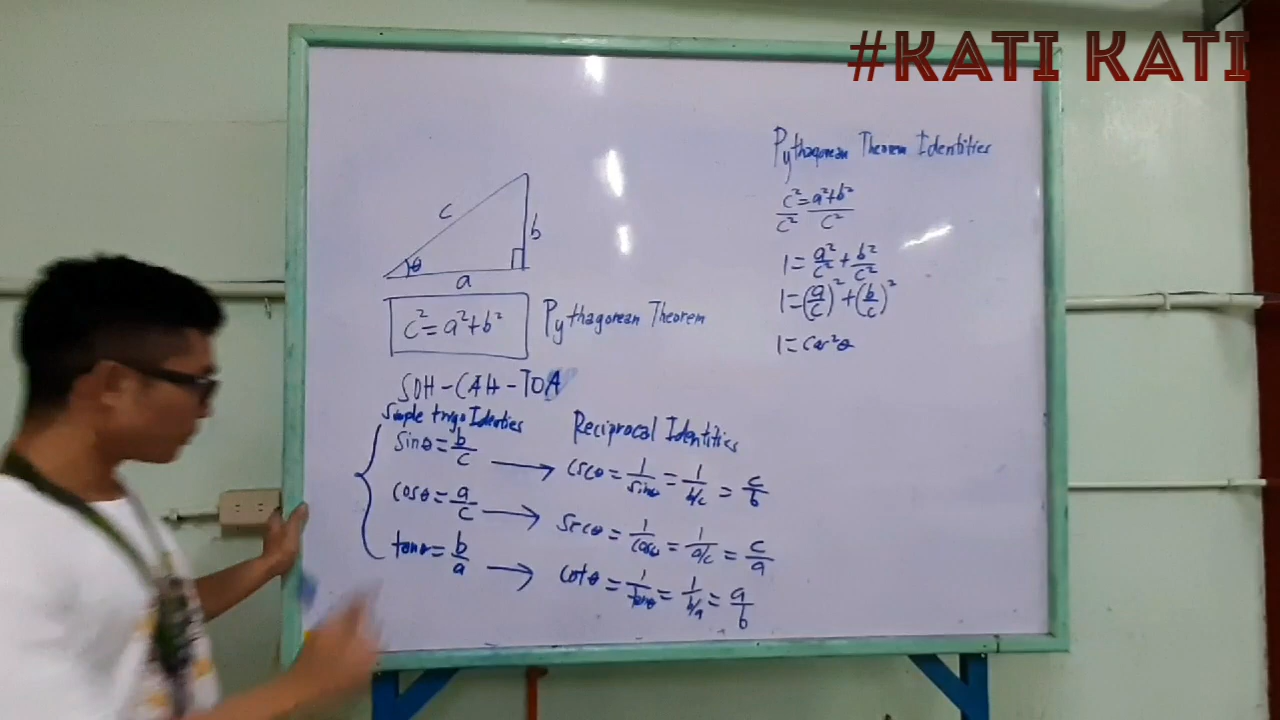 #KATI KATI
c
b
θ
a
c²=a²+b² Pythagorean Theorem
SOH-CAH-TOA
Simple trigo Identies
sinθ=b/c → cscθ=1/sinθ=1/b/c=c/b
cosθ=a/c → secθ=1/cosθ=1/a/c=c/a
tanθ=b/a → cotθ=1/tanθ=1/b/a=a/b
Reciprocal Identities
Pythagorean Theorem Identities
c²/c²=a²+b²/c²
1=a²/c²+b²/c²
1=(a/c)²+(b/c)²
1=cos²θ